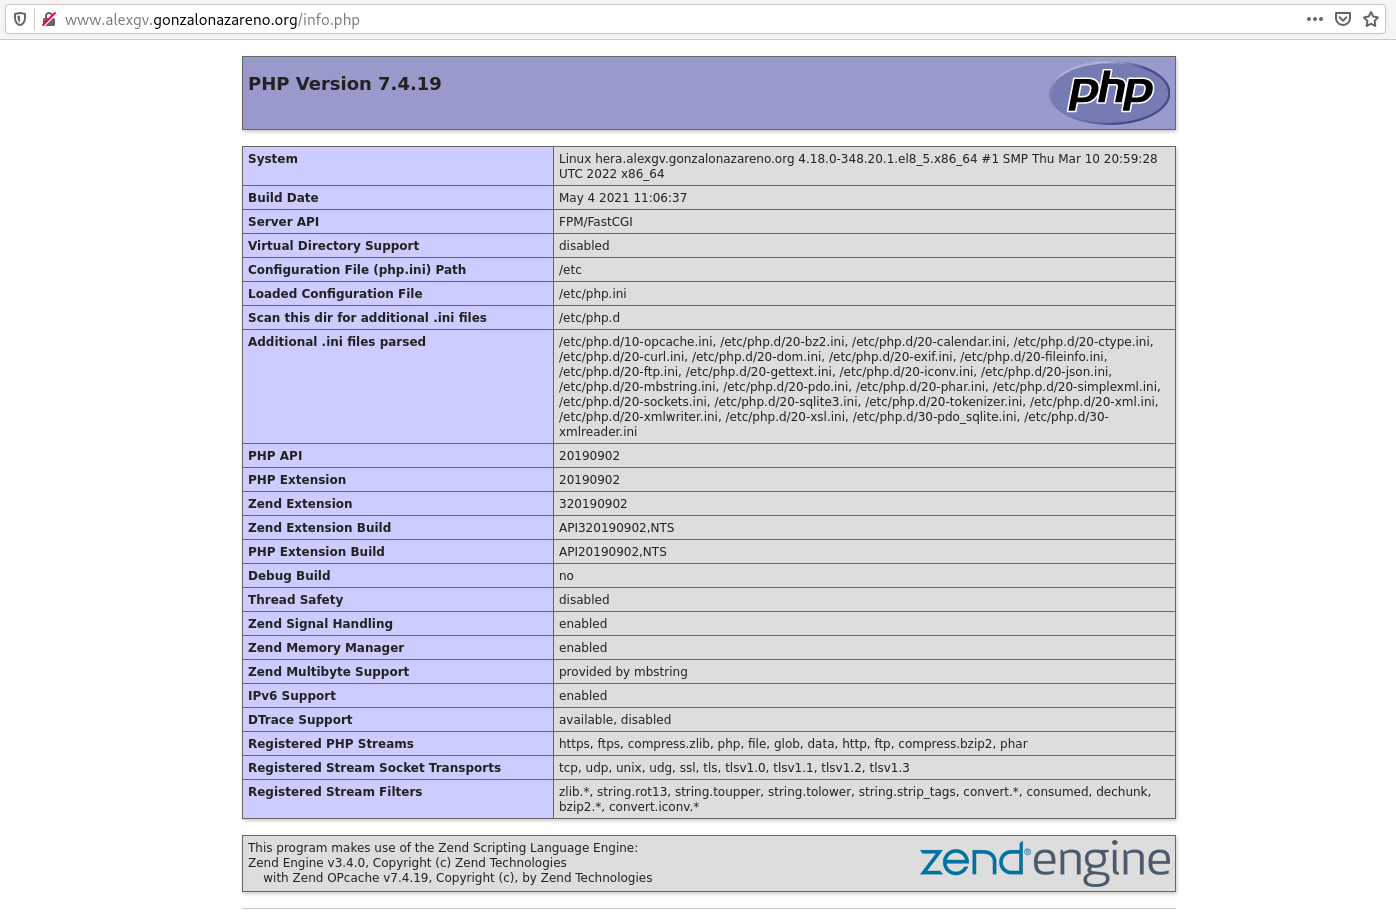 www.alexgv.gonzalonazareno.org/info.php
PHP Version 7.4.19
php
System
Linux hera.alexgv.gonzalonazareno.org 4.18.0-348.20.1.el8_5.x86_64 #1 SMP Thu Mar 10 20:59:28
UTC 2022 x86_64
Build Date
May 4 2021 11:06:37
Server API
FPM/FastCGI
Virtual Directory Support
disabled
Configuration File (php.ini) Path
/etc
Loaded Configuration File
/etc/php.ini
Scan this dir for additional .ini files
/etc/php.d
Additional .ini files parsed
/etc/php.d/10-opcache.ini, /etc/php.d/20-bz2.ini, /etc/php.d/20-calendar.ini, /etc/php.d/20-ctype.ini,
/etc/php.d/20-curl.ini, /etc/php.d/20-dom.ini, /etc/php.d/20-exif.ini, /etc/php.d/20-fileinfo.ini,
/etc/php.d/20-ftp.ini, /etc/php.d/20-gettext.ini, /etc/php.d/20-iconv.ini, /etc/php.d/20-json.ini,
/etc/php.d/20-mbstring.ini, /etc/php.d/20-pdo.ini, /etc/php.d/20-phar.ini, /etc/php.d/20-simplexml.ini,
/etc/php.d/20-sockets.ini, /etc/php.d/20-sqlite3.ini, /etc/php.d/20-tokenizer.ini, /etc/php.d/20-xml.ini,
/etc/php.d/20-xmlwriter.ini, /etc/php.d/20-xsl.ini, /etc/php.d/30-pdo_sqlite.ini, /etc/php.d/30-
xmlreader.ini
PHP API
20190902
PHP Extension
20190902
Zend Extension
320190902
Zend Extension Build
API320190902,NTS
PHP Extension Build
API20190902,NTS
Debug Build
no
Thread Safety
disabled
Zend Signal Handling
enabled
Zend Memory Manager
enabled
Zend Multibyte Support
provided by mbstring
IPv6 Support
enabled
DTrace Support
available, disabled
Registered PHP Streams
https, ftps, compress.zlib, php, file, glob, data, http, ftp, compress.bzip2, phar
Registered Stream Socket Transports
tcp, udp, unix, udg, ssl, tls, tlsv1.0, tlsv1.1, tlsv1.2, tlsv1.3
Registered Stream Filters
zlib.*, string.rot13, string.toupper, string.tolower, string.strip_tags, convert.*, consumed, dechunk,
bzip2.*, convert.iconv.*
This program makes use of the Zend Scripting Language Engine:
Zend Engine v3.4.0, Copyright (c) Zend Technologies
with Zend OPcache v7.4.19, Copyright (c), by Zend Technologies
zend® engine